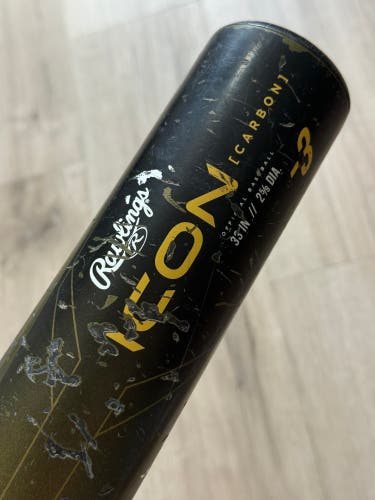 Rawlings
R
ICON
[CARBON]
OFFICIAL BASEBALL
33 IN // 2⅝ DIA.
-3